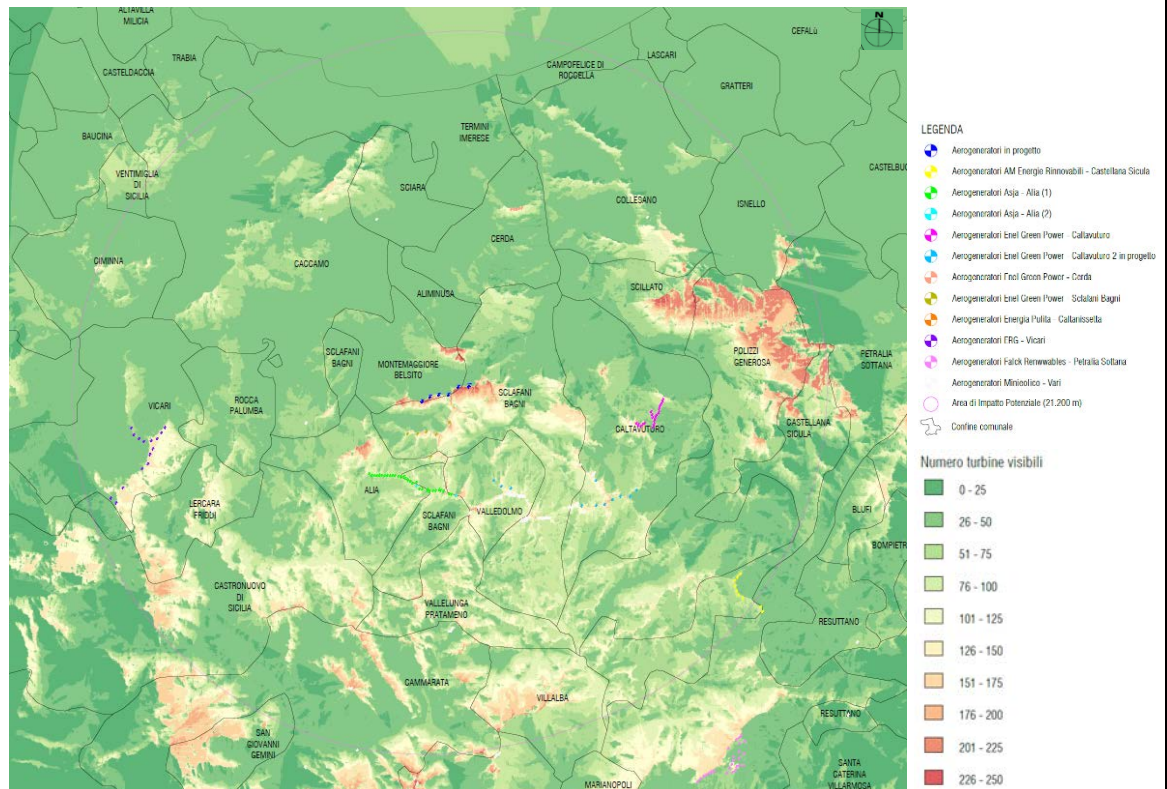 ALTAVILLA
MILICIA
N
CEFALù
TRABIA
LASCARI
CAMPOFELICE DI
ROCCELLA
CASTELDACCIA
GRATTERI
TERMINI
IMERESE
BAUCINA
VENTIMIGLIA
DI
SICILIA
CASTELBUO
SCIARA
COLLESANO
ISNELLO
CERDA
CIMINNA
CACCAMO
SCILLATO
ALIMINUSA
SCLAFANI
BAGNI
MONTEMAGGIORE
BELSITO
POLIZZI
GENEROSA
PETRALIA
SOTTANA
SCLAFANI
BAGNI
VICARI
ROCCA
PALUMBA
CALTAVUTURO
CASTELLANA
SICULA
ALIA
LERCARA
FRIDDI
SCLAFANI
BAGNI
VALLEDOLMO
BLUFI
BOMPIETR
CASTRONUOVO
DI
SICILIA
VALLELUNGA
PRATAMENO
RESUTTANO
CAMMARATA
VILLALBA
RESUTTANO
SAN
GIOVANNI
GEMINI
SANTA
CATERINA
VILLARMOSA
MARIANOPOLI
LEGENDA
Aerogeneratori in progetto
Aerogeneratori AM Energie Rinnovabili - Castellana Sicula
Aerogeneratori Asja - Alia (1)
Aerogeneratori Asja - Alia (2)
Aerogeneratori Enel Green Power - Caltavuturo
Aerogeneratori Enel Green Power - Caltavuturo 2 in progetto
Aerogeneratori Enel Green Power - Cerda
Aerogeneratori Enel Green Power - Sclafani Bagni
Aerogeneratori Energia Pulita - Caltanissetta
Aerogeneratori ERG - Vicari
Aerogeneratori Falck Renewables - Petralia Sottana
Aerogeneratori Minieolico - Vari
Area di Impatto Potenziale (21.200 m)
Confine comunale
Numero turbine visibili
0 - 25
26 - 50
51 - 75
76 - 100
101 - 125
126 - 150
151 - 175
176 - 200
201 - 225
226 - 250